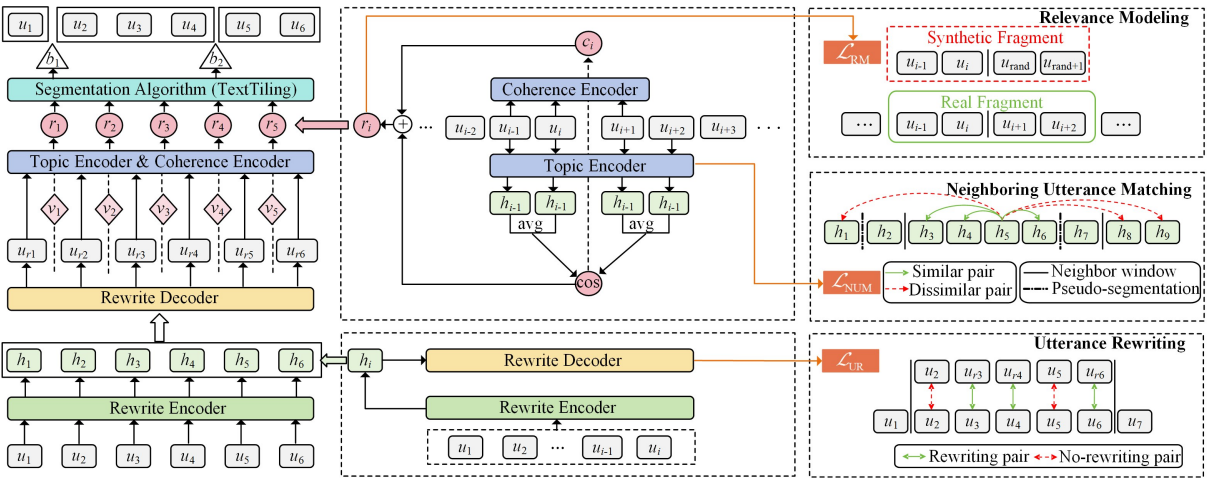 u1 u2 u3 u4 u5 u6
b1 b2
Segmentation Algorithm (TextTiling)
r1 r2 r3 r4 r5
Topic Encoder & Coherence Encoder
v1 v2 v3 v4 v5
ur1 ur2 ur3 ur4 ur5 ur6
Rewrite Decoder
h1 h2 h3 h4 h5 h6
Rewrite Encoder
u1 u2 u3 u4 u5 u6
ci
Coherence Encoder
ri + ... ui-2 ui-1 ui ui+1 ui+2 ui+3 ...
Topic Encoder
hi-1 hi-1 hi-1 hi-1
avg avg
cos
hi Rewrite Decoder
Rewrite Encoder
u1 u2 ... ui-1 ui
Relevance Modeling
LRM
Synthetic Fragment
ui-1 ui urand urand+1
Real Fragment
... ui-1 ui ui+1 ui+2 ...
Neighboring Utterance Matching
h1 h2 h3 h4 h5 h6 h7 h8 h9
LNUM
Similar pair
Dissimilar pair
Neighbor window
Pseudo-segmentation
Utterance Rewriting
LUR
u2 ur3 ur4 u5 ur6
u1 u2 u3 u4 u5 u6 u7
Rewriting pair No-rewriting pair